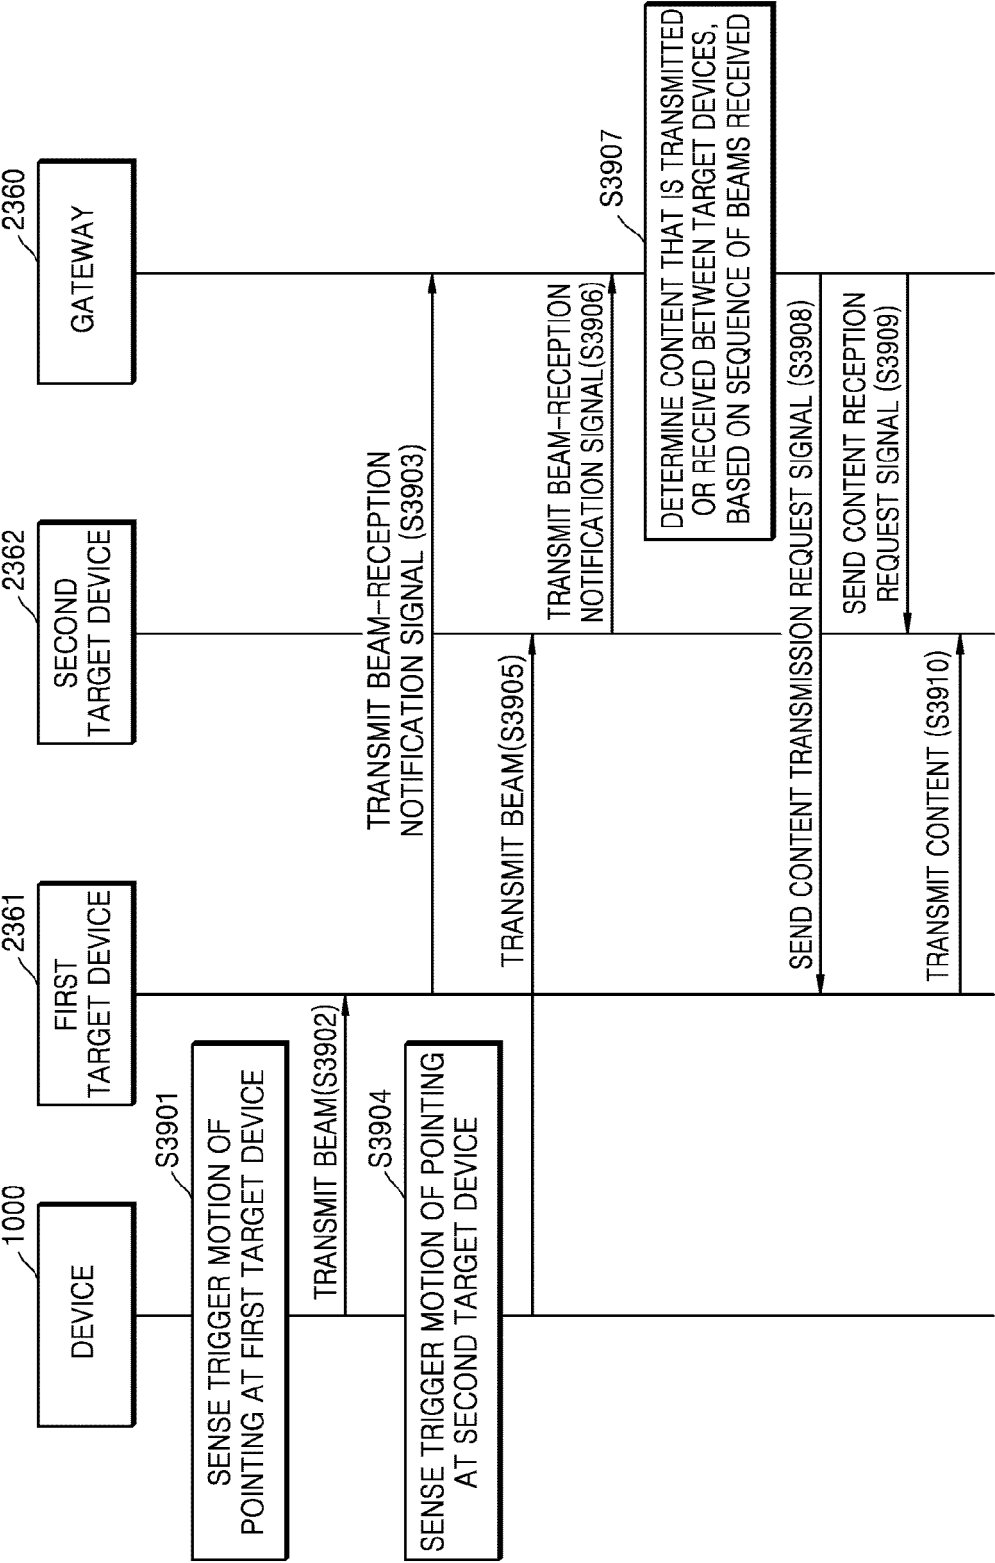 1000
DEVICE
2361
FIRST
TARGET DEVICE
2362
SECOND
TARGET DEVICE
2360
GATEWAY
S3901
SENSE TRIGGER MOTION OF
POINTING AT FIRST TARGET DEVICE
TRANSMIT BEAM(S3902)
TRANSMIT BEAM-RECEPTION
NOTIFICATION SIGNAL (S3903)
S3904
SENSE TRIGGER MOTION OF POINTING
AT SECOND TARGET DEVICE
TRANSMIT BEAM(S3905)
TRANSMIT BEAM-RECEPTION
NOTIFICATION SIGNAL(S3906)
S3907
DETERMINE CONTENT THAT IS TRANSMITTED
OR RECEIVED BETWEEN TARGET DEVICES,
BASED ON SEQUENCE OF BEAMS RECEIVED
SEND CONTENT TRANSMISSION REQUEST SIGNAL (S3908)
SEND CONTENT RECEPTION
REQUEST SIGNAL (S3909)
TRANSMIT CONTENT (S3910)